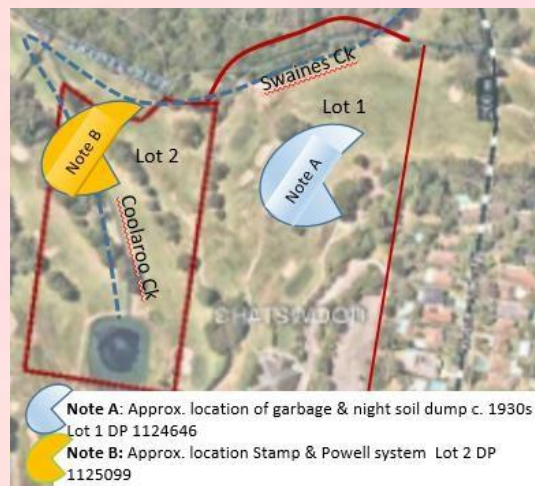 Swaines Ck
Lot 1
Note B
Lot 2
Note A
Coolaroo Ck
CHATSWOOD
Note A: Approx. location of garbage & night soil dump c. 1930s
Lot 1 DP 1124646
Note B: Approx. location Stamp & Powell system Lot 2 DP
1125099